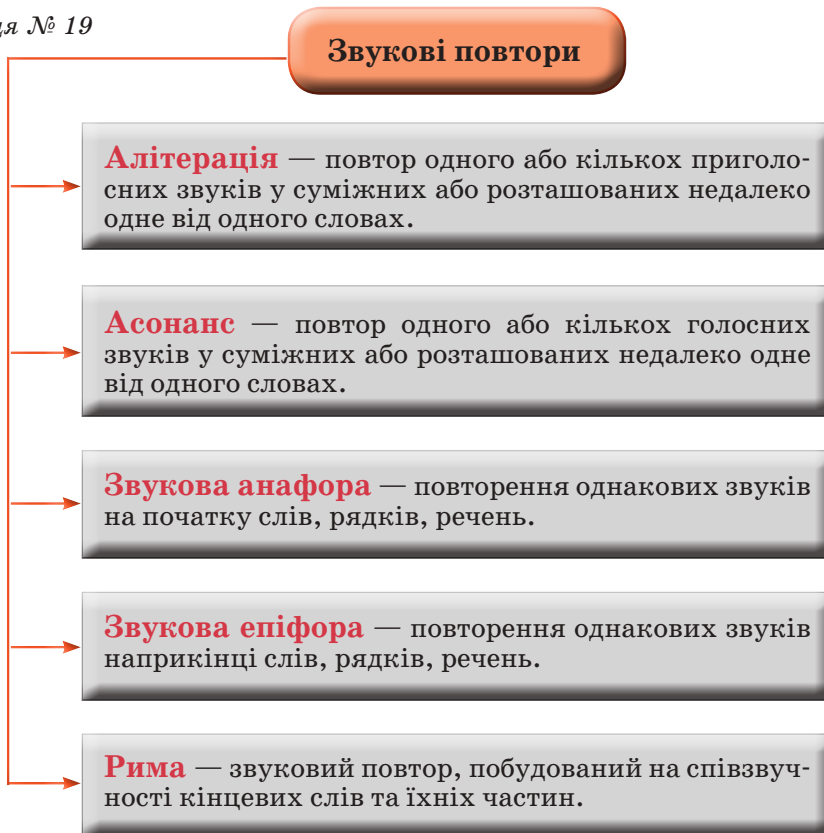 № 19
Звукові повтори
Алітерація — повтор одного або кількох приголо-
сних звуків у суміжних або розташованих недалеко
одне від одного словах.
Асонанс — повтор одного або кількох голосних
звуків у суміжних або розташованих недалеко одне
від одного словах.
Звукова анафора — повторення однакових звуків
на початку слів, рядків, речень.
Звукова епіфора — повторення однакових звуків
наприкінці слів, рядків, речень.
Рима — звуковий повтор, побудований на співзвуч-
ності кінцевих слів та їхніх частин.